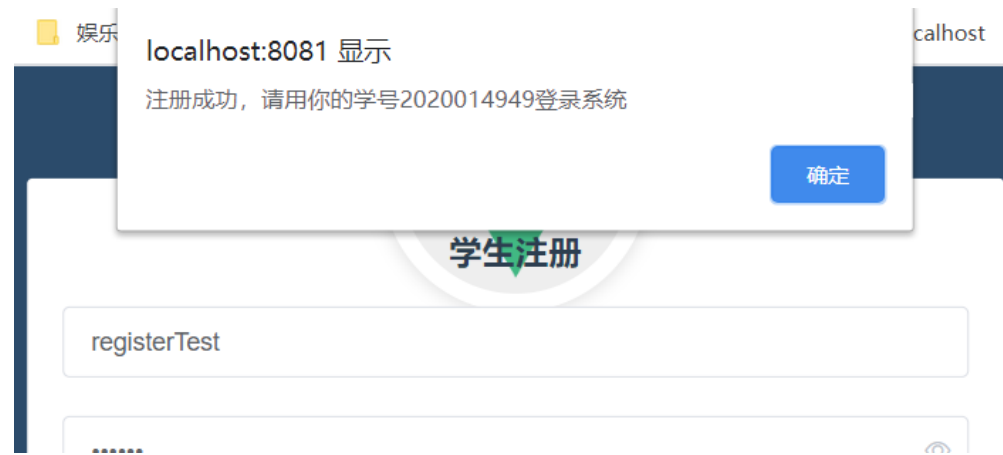 娱乐
calhost
localhost:8081 显示
注册成功，请用你的学号2020014949登录系统
确定
学生注册
registerTest
••••••